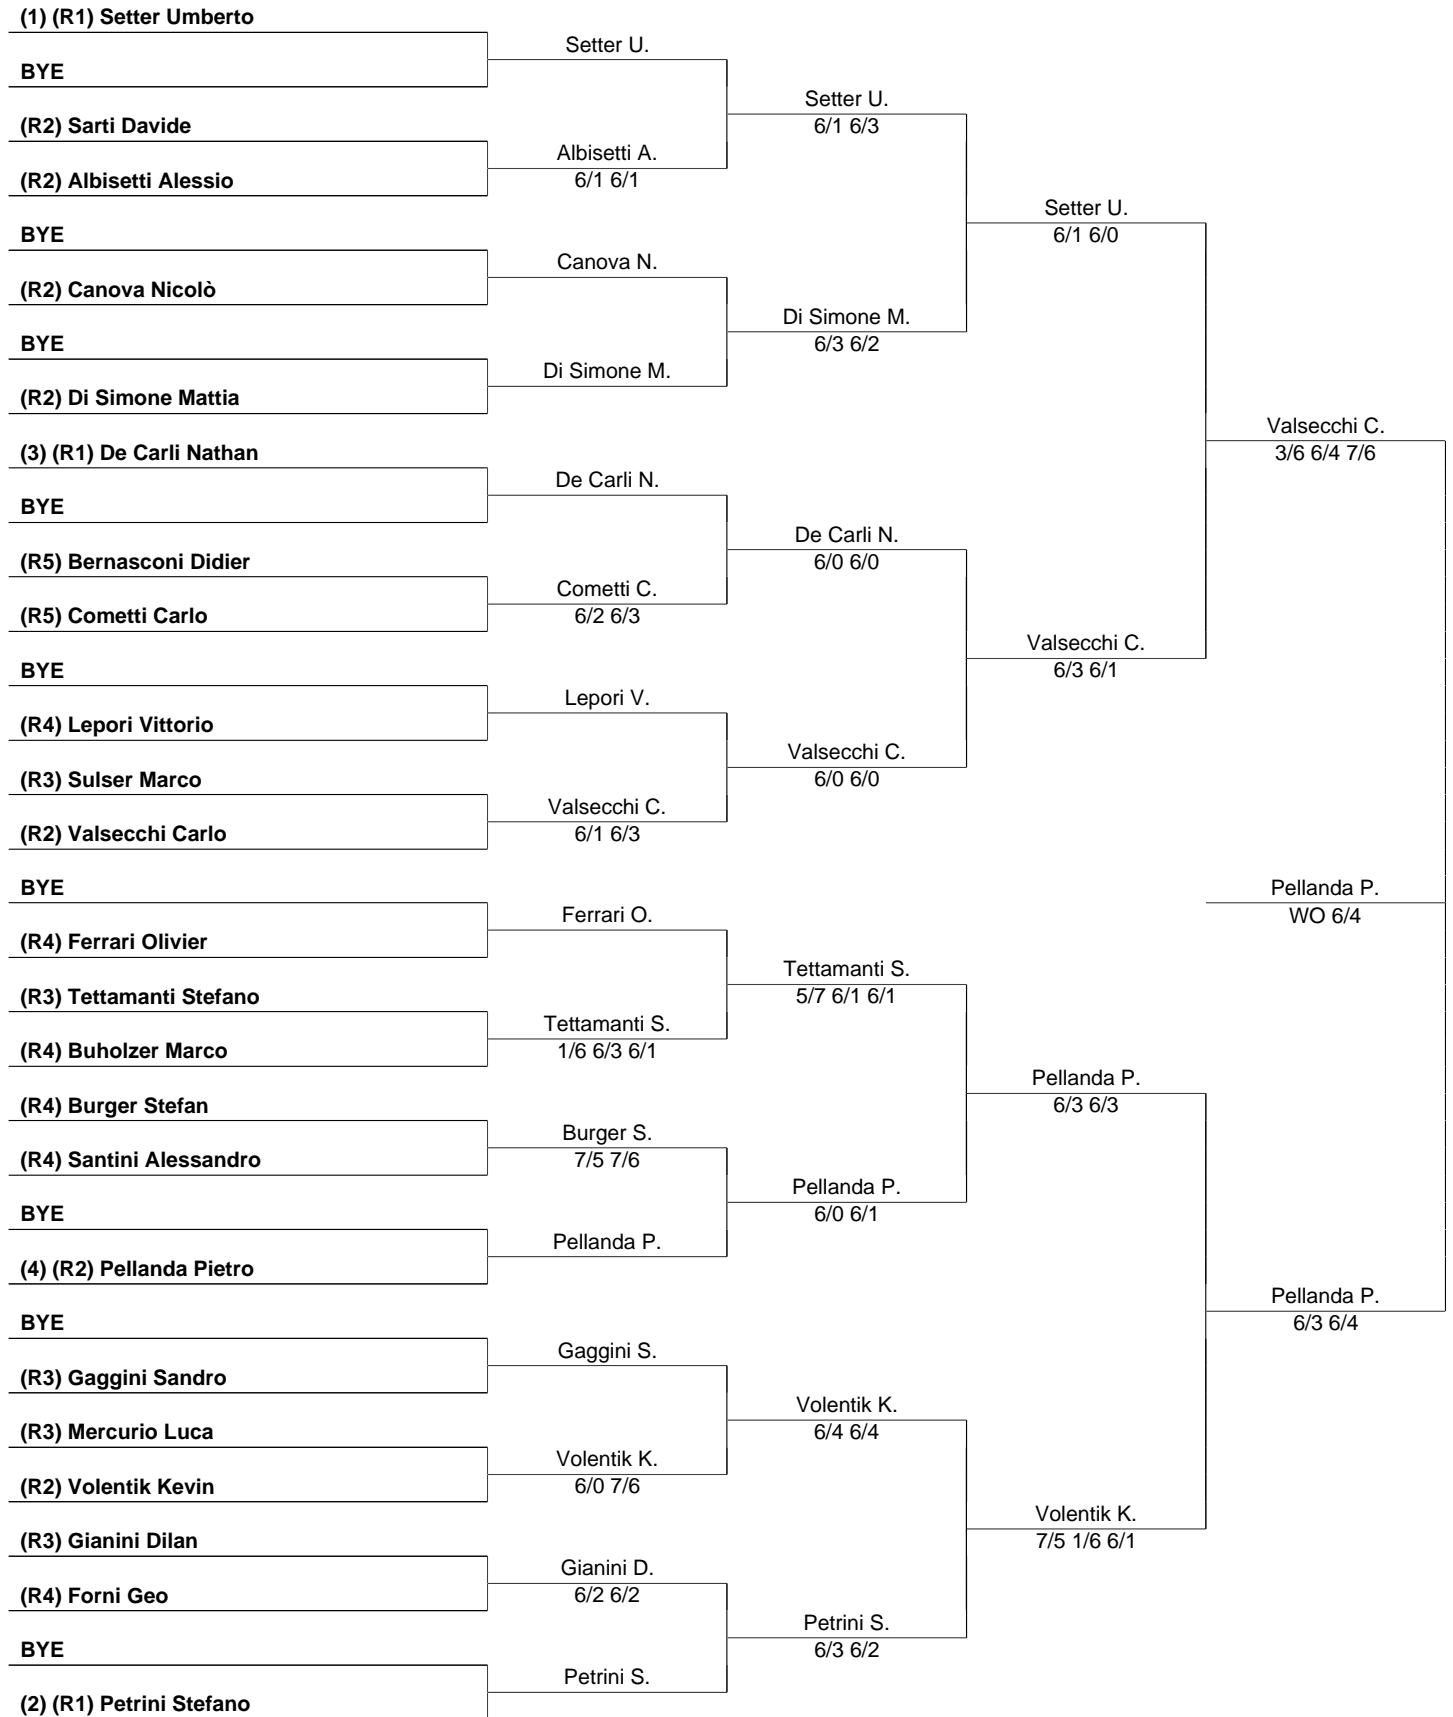 (1) (R1) Setter Umberto
Setter U.
BYE
Setter U.
6/1 6/3
(R2) Sarti Davide
Albisetti A.
6/1 6/1
(R2) Albisetti Alessio
Setter U.
6/1 6/0
BYE
Canova N.
(R2) Canova Nicolò
Di Simone M.
6/3 6/2
BYE
Di Simone M.
(R2) Di Simone Mattia
Valsecchi C.
3/6 6/4 7/6
(3) (R1) De Carli Nathan
De Carli N.
BYE
De Carli N.
6/0 6/0
(R5) Bernasconi Didier
Cometti C.
6/2 6/3
(R5) Cometti Carlo
Valsecchi C.
6/3 6/1
BYE
Lepori V.
(R4) Lepori Vittorio
Valsecchi C.
6/0 6/0
(R3) Sulser Marco
Valsecchi C.
6/1 6/3
(R2) Valsecchi Carlo
BYE
Pellanda P.
WO 6/4
Ferrari O.
(R4) Ferrari Olivier
Tettamanti S.
5/7 6/1 6/1
(R3) Tettamanti Stefano
Tettamanti S.
1/6 6/3 6/1
(R4) Buholzer Marco
Pellanda P.
6/3 6/3
(R4) Burger Stefan
Burger S.
7/5 7/6
(R4) Santini Alessandro
Pellanda P.
6/0 6/1
BYE
Pellanda P.
(4) (R2) Pellanda Pietro
Pellanda P.
6/3 6/4
BYE
Gaggini S.
(R3) Gaggini Sandro
Volentik K.
6/4 6/4
(R3) Mercurio Luca
Volentik K.
6/0 7/6
(R2) Volentik Kevin
Volentik K.
7/5 1/6 6/1
(R3) Gianini Dilan
Gianini D.
6/2 6/2
(R4) Forni Geo
Petrini S.
6/3 6/2
BYE
Petrini S.
(2) (R1) Petrini Stefano